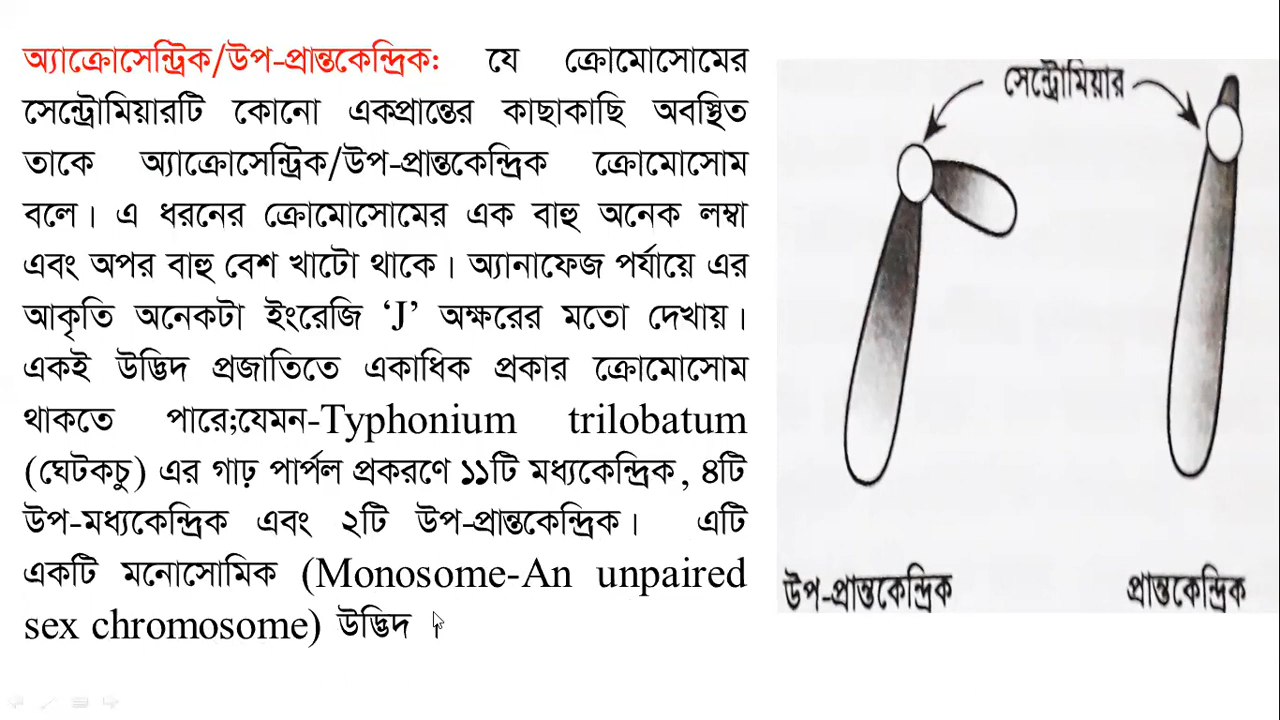 অ্যাক্রোসেন্ট্রিক/উপ-প্রান্তকেন্দ্রিক: যে ক্রোমোসোমের
সেন্ট্রোমিয়ারটি কোনো একপ্রান্তের কাছাকাছি অবস্থিত
তাকে অ্যাক্রোসেন্ট্রিক/উপ-প্রান্তকেন্দ্রিক ক্রোমোসোম
বলে। এ ধরনের ক্রোমোসোমের এক বাহু অনেক লম্বা
এবং অপর বাহু বেশ খাটো থাকে। অ্যানাফেজ পর্যায়ে এর
আকৃতি অনেকটা ইংরেজি ‘J’ অক্ষরের মতো দেখায়।
একই উদ্ভিদ প্রজাতিতে একাধিক প্রকার ক্রোমোসোম
থাকতে পারে;যেমন-Typhonium trilobatum
(ঘেটকচু) এর গাঢ় পার্পল প্রকরণে ১১টি মধ্যকেন্দ্রিক, ৪টি
উপ-মধ্যকেন্দ্রিক এবং ২টি উপ-প্রান্তকেন্দ্রিক। এটি
একটি মনোসোমিক (Monosome-An unpaired
sex chromosome) উদ্ভিদ
সেন্ট্রোমিয়ার
উপ-প্রান্তকেন্দ্রিক
প্রান্তকেন্দ্রিক